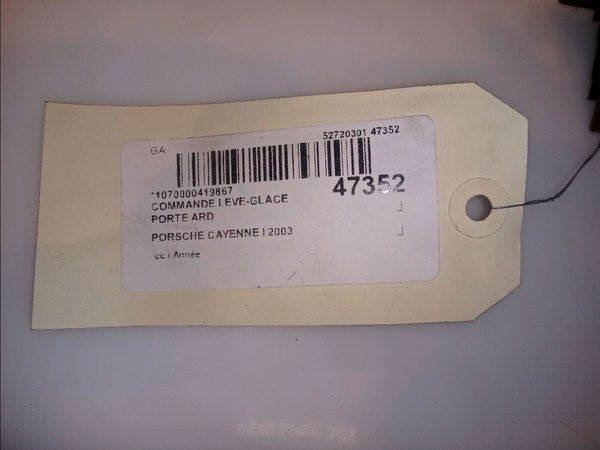 GA
52720301 47352
*1070000419867
47352
COMMANDE LEVE-GLACE
PORTE ARD
PORSCHE CAYENNE I 2003
cc / Année